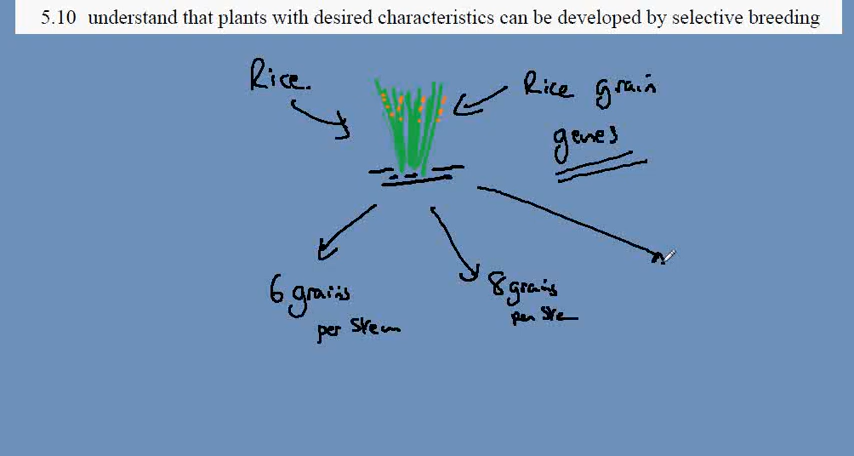 5.10 understand that plants with desired characteristics can be developed by selective breeding
Rice.
Rice grain
genes
6 grains
per stem
8 grains
per stem